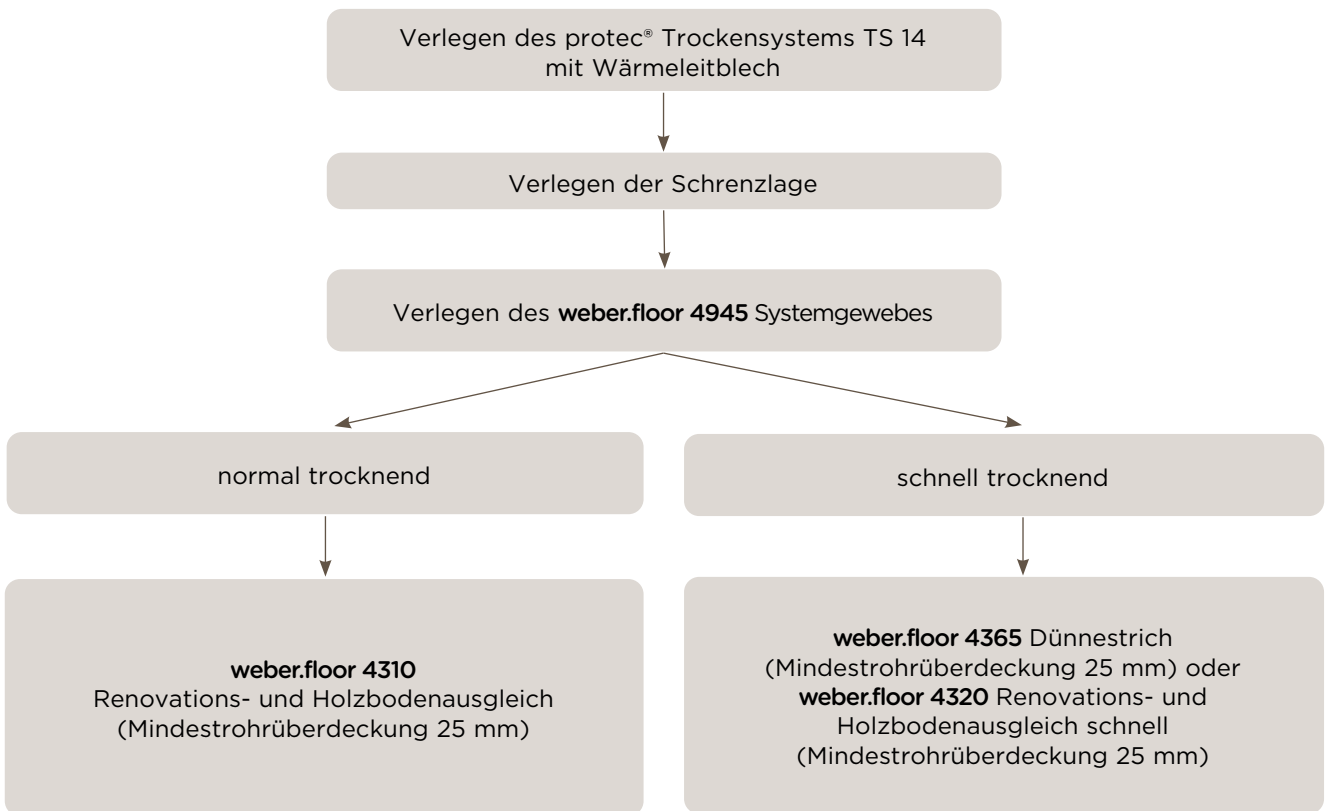 Verlegen des protec® Trockensystems TS 14
mit Wärmeleitblech
Verlegen der Schrenzlage
Verlegen des weber.floor 4945 Systemgewebes
normal trocknend
schnell trocknend
weber.floor 4310
Renovations- und Holzbodenausgleich
(Mindestrohrüberdeckung 25 mm)
weber.floor 4365 Dünnestrich
(Mindestrohrüberdeckung 25 mm) oder
weber.floor 4320 Renovations- und
Holzbodenausgleich schnell
(Mindestrohrüberdeckung 25 mm)